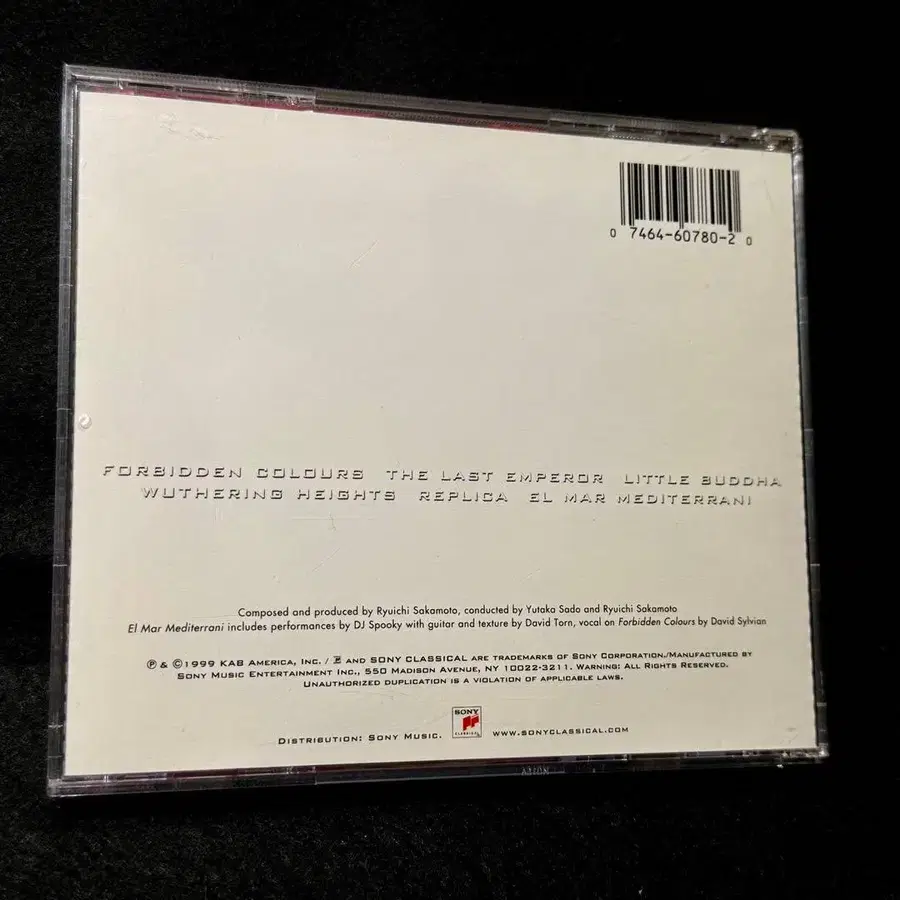 0 7464-60780-2 0
FORBIDDEN COLOURS THE LAST EMPEROR LITTLE BUDDHA
WUTHERING HEIGHTS REPLICA EL MAR MEDITERRANI
Composed and produced by Ryuichi Sakamoto, conducted by Yutaka Sado and Ryuichi Sakamoto
El Mar Mediterrani includes performances by DJ Spooky with guitar and texture by David Torn, vocal on Forbidden Colours by David Sylvian
℗ & ©1999 KAB AMERICA, INC. / AND SONY CLASSICAL ARE TRADEMARKS OF SONY CORPORATION./MANUFACTURED BY
SONY MUSIC ENTERTAINMENT INC., 550 MADISON AVENUE, NY 10022-3211. WARNING: ALL RIGHTS RESERVED.
UNAUTHORIZED DUPLICATION IS A VIOLATION OF APPLICABLE LAWS.
DISTRIBUTION: SONY MUSIC.
SONY
CLASSICAL
WWW.SONYCLASSICAL.COM